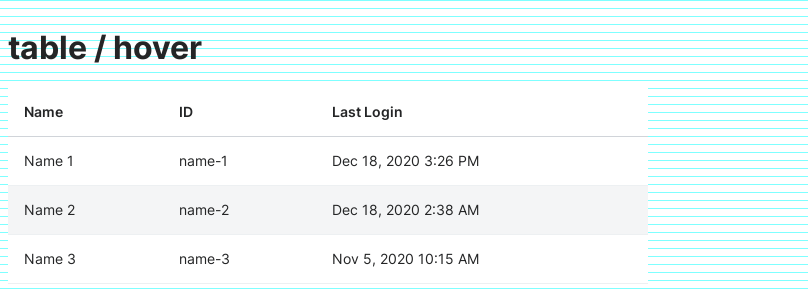 table / hover
Name ID Last Login
Name 1 name-1 Dec 18, 2020 3:26 PM
Name 2 name-2 Dec 18, 2020 2:38 AM
Name 3 name-3 Nov 5, 2020 10:15 AM